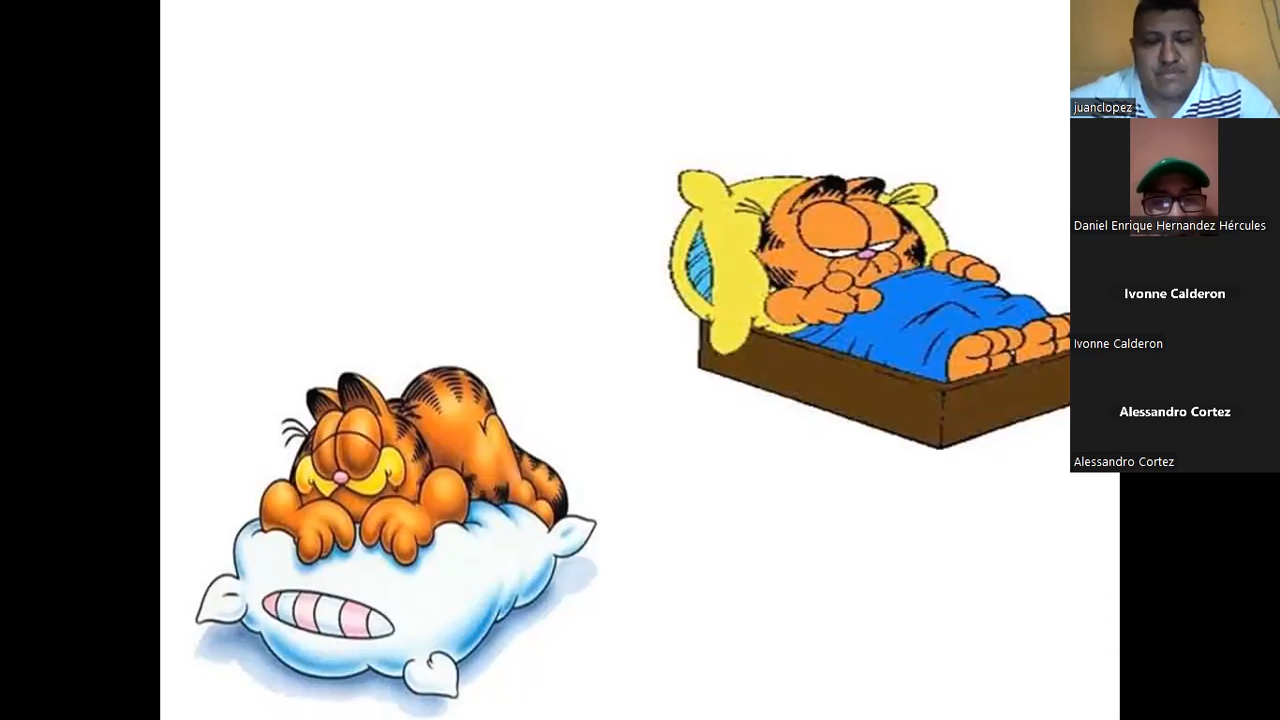 juanclopez
Daniel Enrique Hernandez Hércules
Ivonne Calderon
Ivonne Calderon
Alessandro Cortez
Alessandro Cortez